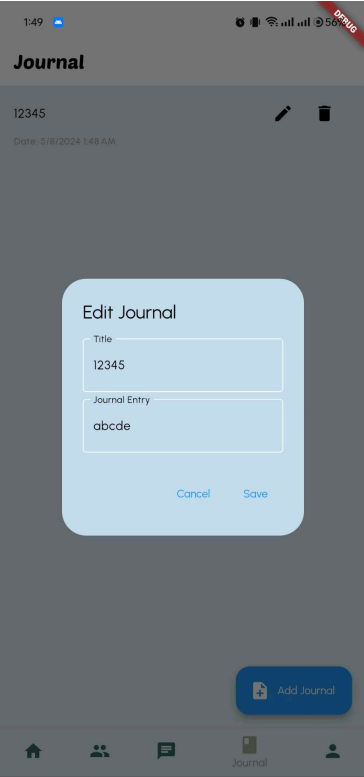 1:49
56%
DEBUG
Journal
12345
Date: 5/8/2024 1:48 AM
Edit Journal
Title
12345
Journal Entry
abcde
Cancel
Save
Add Journal
Journal